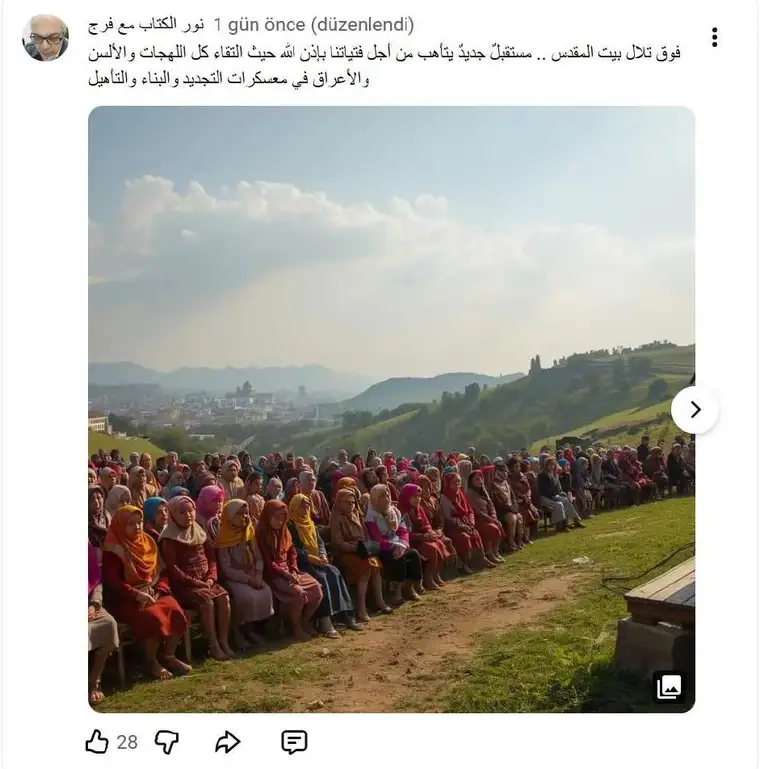 نور الكتاب مع فرج 1 gün önce (düzenlendi)
فوق تلال بيت المقدس .. مستقبلٌ جديدٌ يتأهب من أجل فتياتنا بإذن الله حيث التقاء كل اللهجات والألسن
والأعراق في معسكرات التجديد والبناء والتأهيل
28